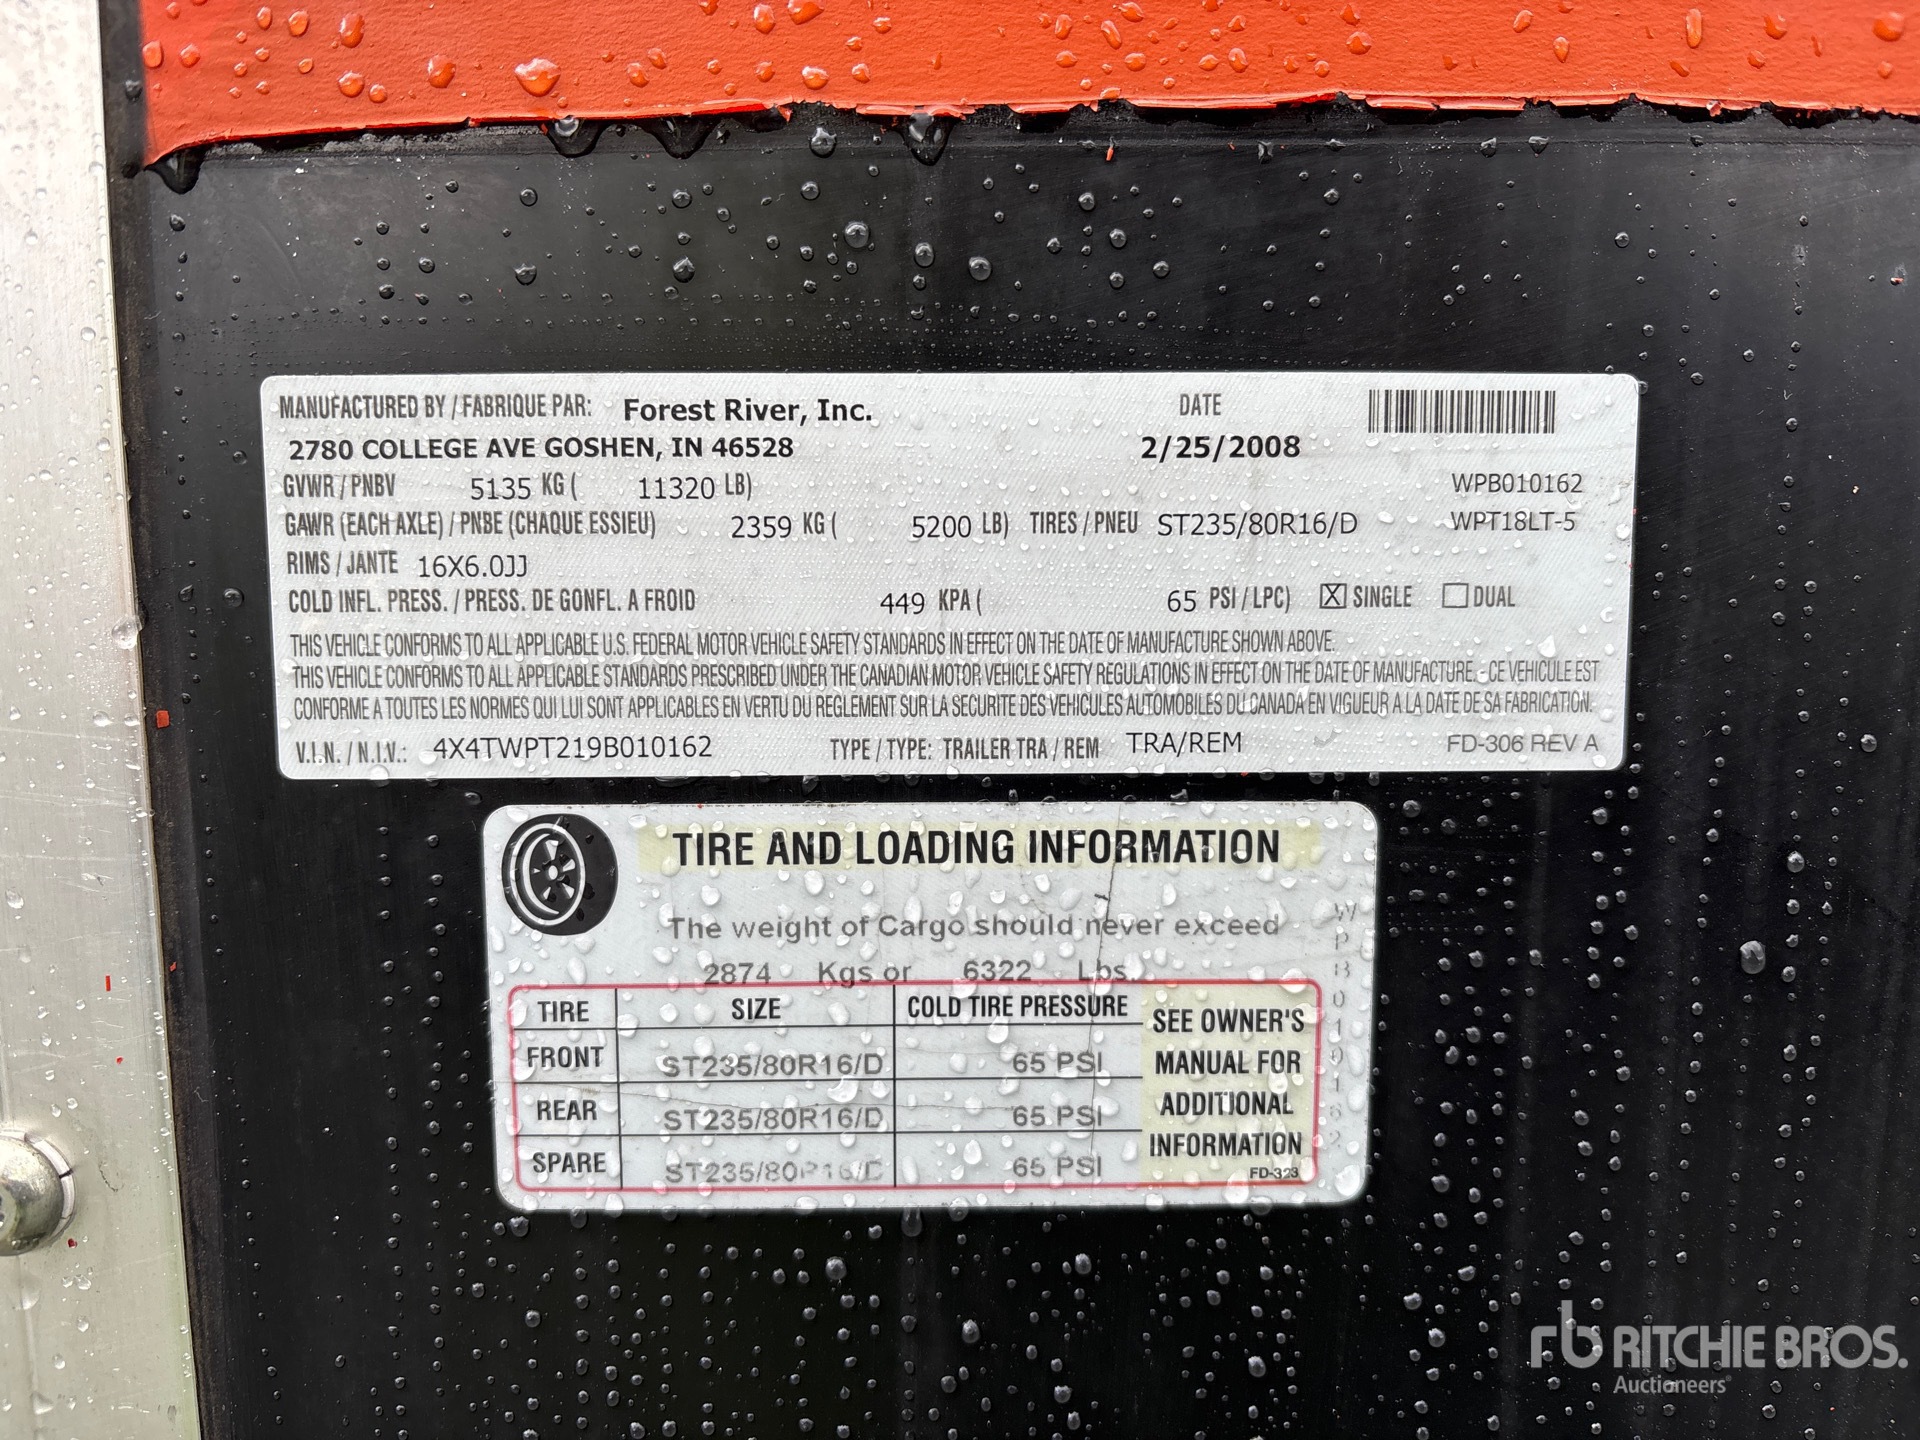 MANUFACTURED BY / FABRIQUE PAR: Forest River, Inc. DATE
2780 COLLEGE AVE GOSHEN, IN 46528 2/25/2008
GVWR / PNBV 5135 KG ( 11320 LB) WPB010162
GAWR (EACH AXLE) / PNBE (CHAQUE ESSIEU) 2359 KG ( 5200 LB) TIRES / PNEU ST235/80R16/D WPT18LT-5
RIMS / JANTE 16X6.0JJ
COLD INFL. PRESS. / PRESS. DE GONFL. A FROID 449 KPA ( 65 PSI / LPC) X SINGLE DUAL
THIS VEHICLE CONFORMS TO ALL APPLICABLE U.S. FEDERAL MOTOR VEHICLE SAFETY STANDARDS IN EFFECT ON THE DATE OF MANUFACTURE SHOWN ABOVE.
THIS VEHICLE CONFORMS TO ALL APPLICABLE STANDARDS PRESCRIBED UNDER THE CANADIAN MOTOR VEHICLE SAFETY REGULATIONS IN EFFECT ON THE DATE OF MANUFACTURE. - CE VEHICULE EST
CONFORME A TOUTES LES NORMES QUI LUI SONT APPLICABLES EN VERTU DU REGLEMENT SUR LA SECURITE DES VEHICULES AUTOMOBILES DU CANADA EN VIGUEUR A LA DATE DE SA FABRICATION.
V.I.N. / N.I.V.: 4X4TWPT219B010162 TYPE / TYPE: TRAILER TRA / REM TRA/REM FD-306 REV A
TIRE AND LOADING INFORMATION
The weight of Cargo should never exceed
2874 Kgs or 6322 Lbs.
TIRE SIZE COLD TIRE PRESSURE
FRONT ST235/80R16/D 65 PSI
REAR ST235/80R16/D 65 PSI
SPARE ST235/80R16/D 65 PSI
SEE OWNER'S
MANUAL FOR
ADDITIONAL
INFORMATION
FD-323
WPB010162
rb RITCHIE BROS.
Auctioneers